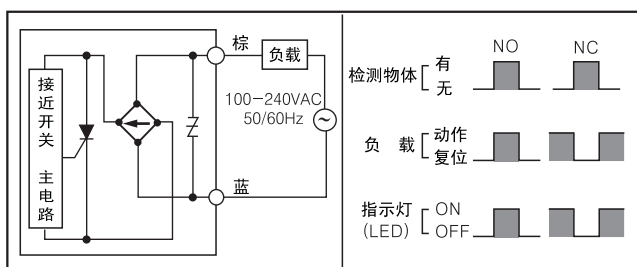 接近开关 主电路
棕
负载
100-240VAC
50/60Hz
蓝
NO NC
检测物体 有
无
负 载 动作
复位
指示灯 ON
(LED) OFF